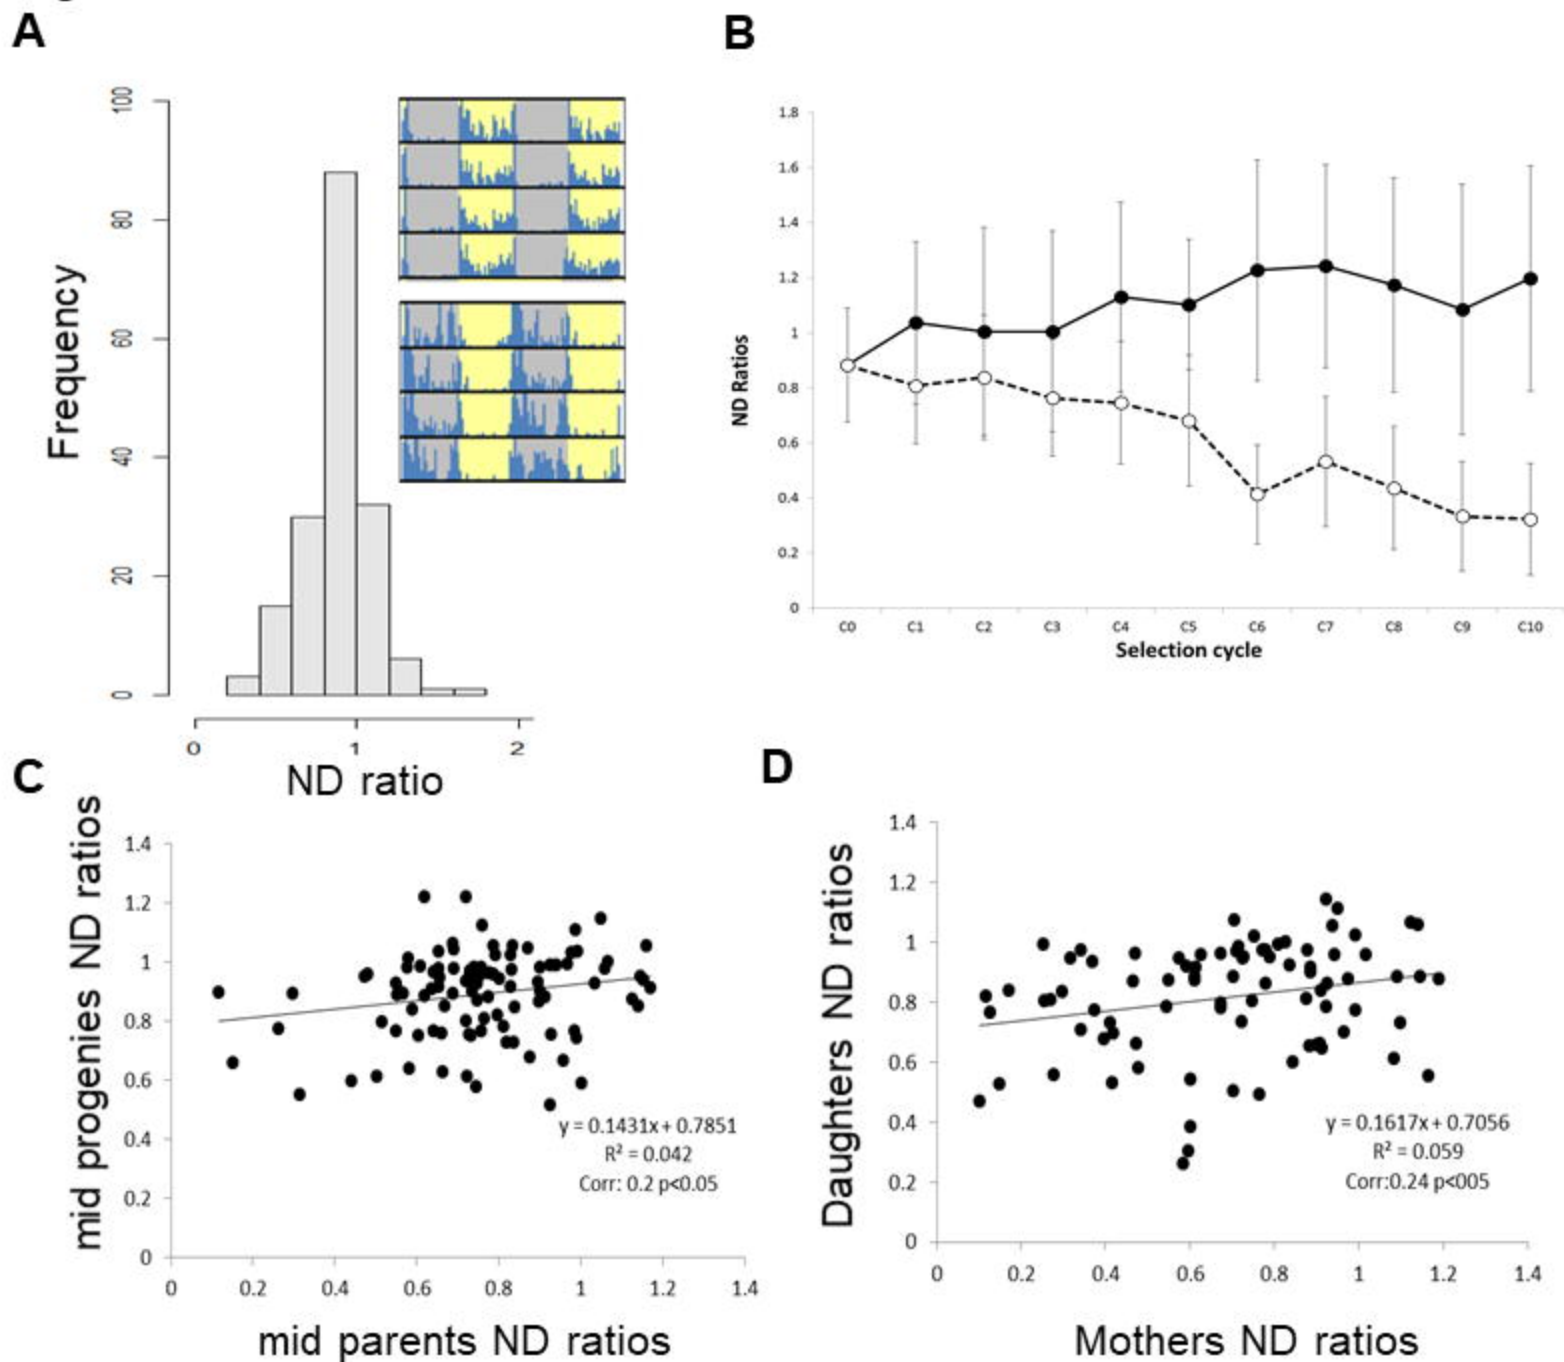 A
Frequency
100
80
60
40
20
0
0 1 2
ND ratio
B
ND Ratios
1.8
1.6
1.4
1.2
1
0.8
0.6
0.4
0.2
0
C0 C1 C2 C3 C4 C5 C6 C7 C8 C9 C10
Selection cycle
C
mid progenies ND ratios
1.4
1.2
1
0.8
0.6
0.4
0.2
0
y = 0.1431x + 0.7851
R² = 0.042
Corr: 0.2 p<0.05
0 0.2 0.4 0.6 0.8 1 1.2 1.4
mid parents ND ratios
D
Daughters ND ratios
1.4
1.2
1
0.8
0.6
0.4
0.2
0
y = 0.1617x + 0.7056
R² = 0.059
Corr:0.24 p<005
0 0.2 0.4 0.6 0.8 1 1.2 1.4
Mothers ND ratios